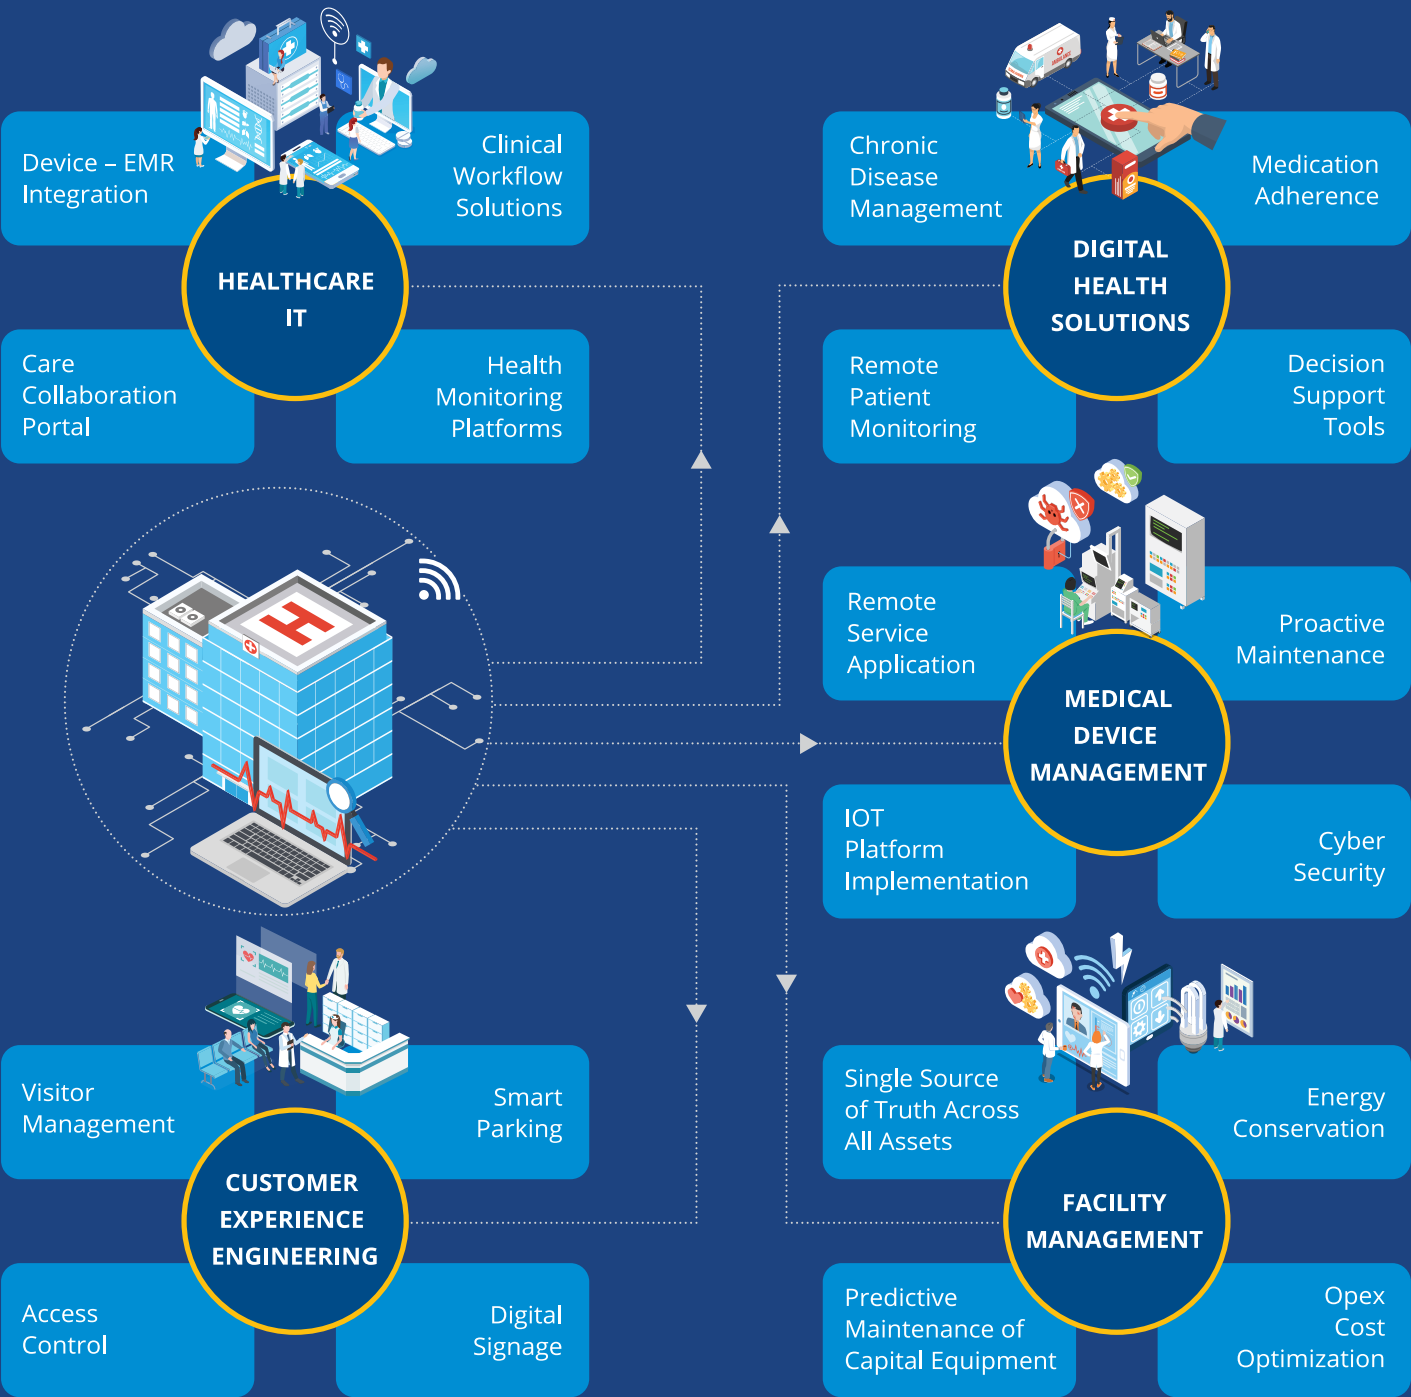 Device – EMR
Integration
Clinical
Workflow
Solutions
HEALTHCARE
IT
Care
Collaboration
Portal
Health
Monitoring
Platforms
Chronic
Disease
Management
Medication
Adherence
DIGITAL
HEALTH
SOLUTIONS
Remote
Patient
Monitoring
Decision
Support
Tools
H
Remote
Service
Application
Proactive
Maintenance
MEDICAL
DEVICE
MANAGEMENT
IOT
Platform
Implementation
Cyber
Security
Visitor
Management
Smart
Parking
CUSTOMER
EXPERIENCE
ENGINEERING
Access
Control
Digital
Signage
Single Source
of Truth Across
All Assets
Energy
Conservation
FACILITY
MANAGEMENT
Predictive
Maintenance of
Capital Equipment
Opex
Cost
Optimization
AMBULANCE